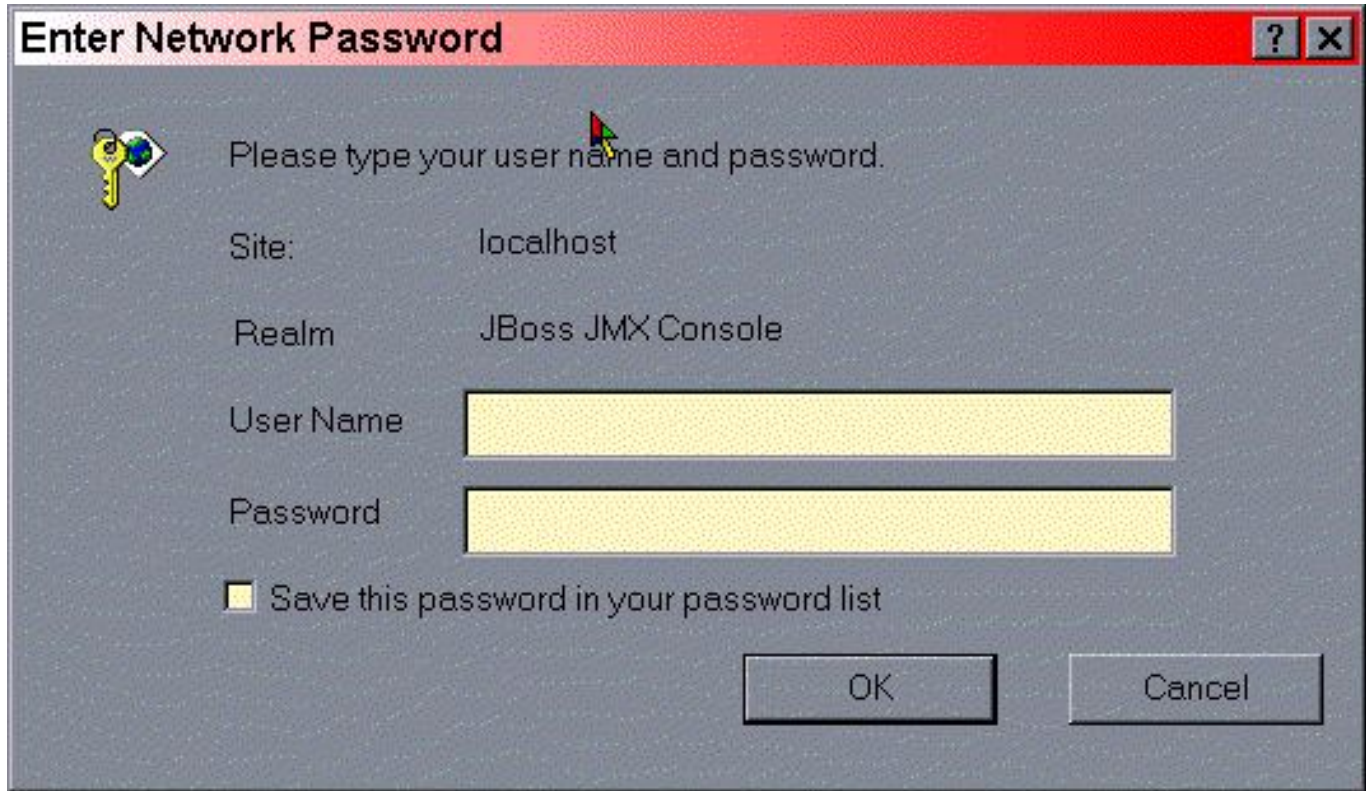 Enter Network Password
Please type your user name and password.
Site: localhost
Realm JBoss JMX Console
User Name
Password
Save this password in your password list
OK Cancel